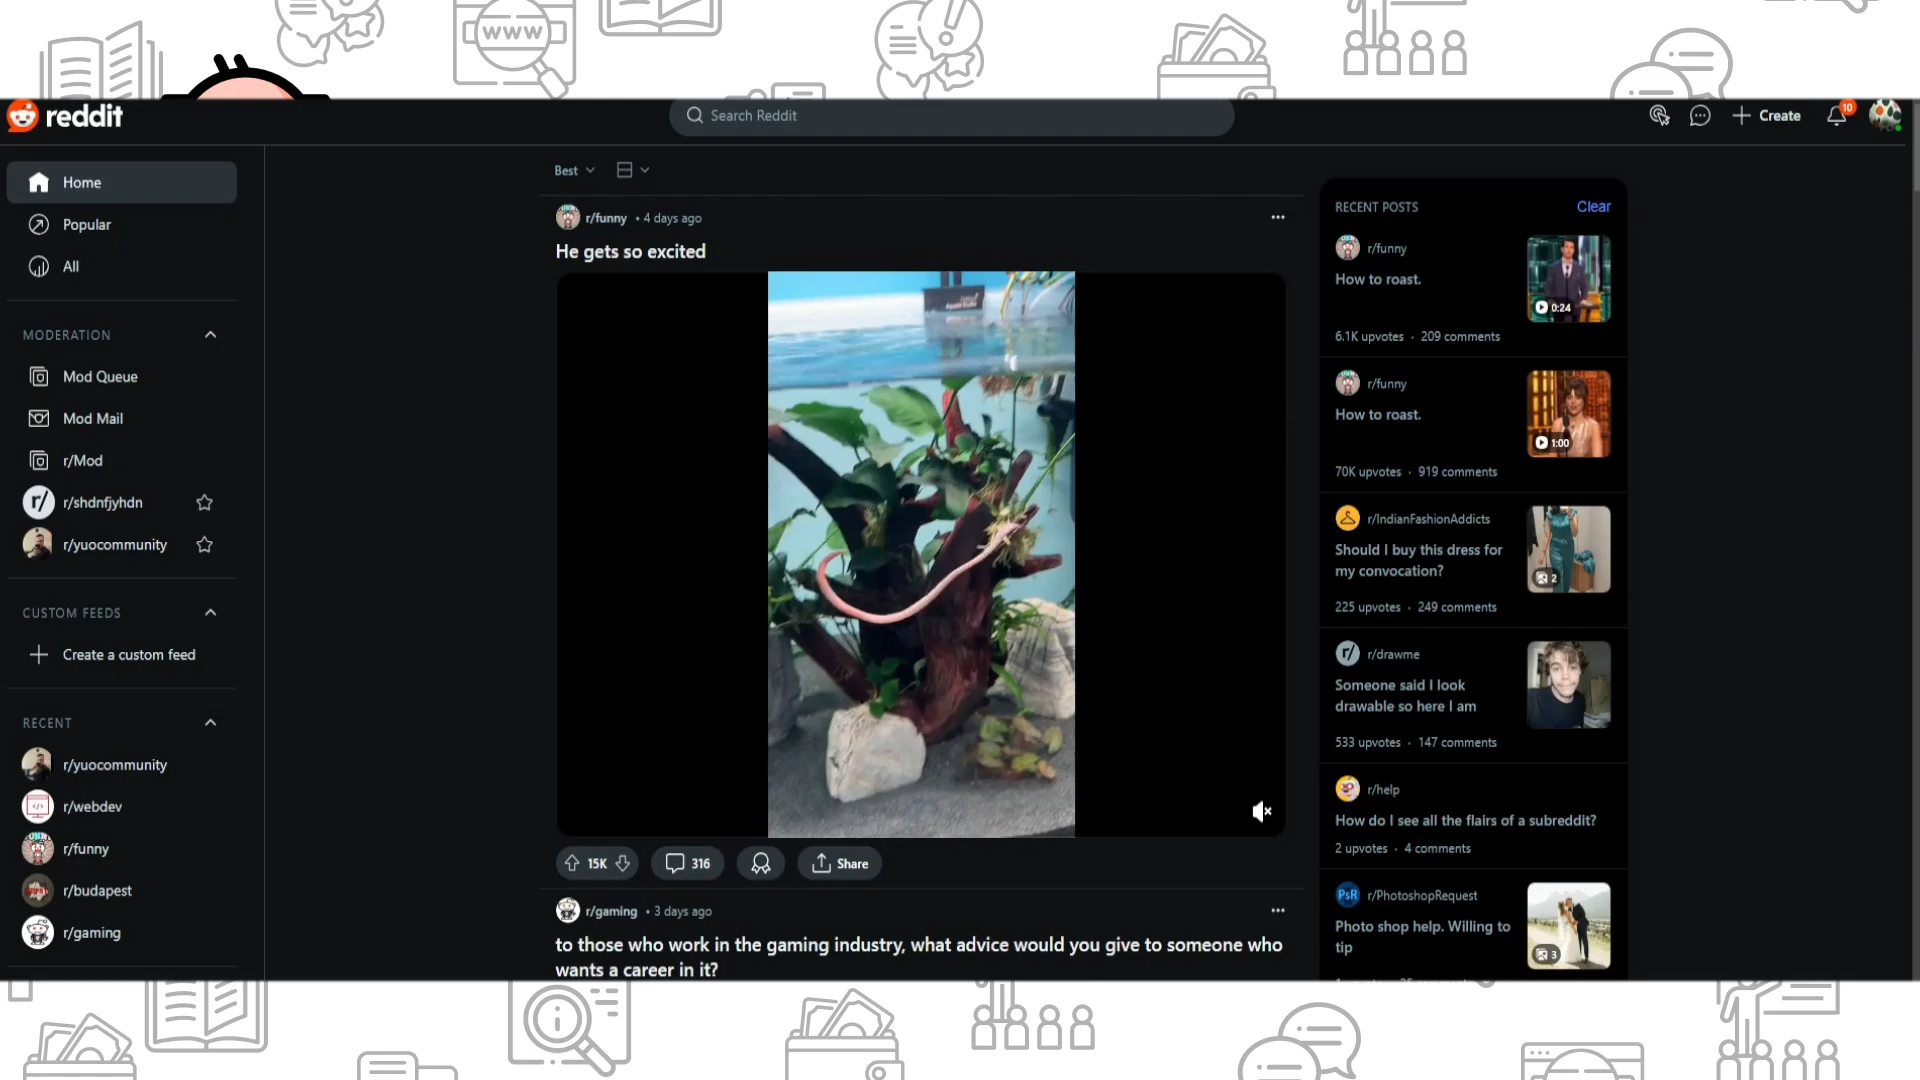 WWW
reddit
Search Reddit
Create
10
Home
Popular
All
MODERATION
Mod Queue
Mod Mail
r/Mod
r/shdnfjyhdn
r/yuocommunity
CUSTOM FEEDS
Create a custom feed
RECENT
r/yuocommunity
r/webdev
r/funny
r/budapest
r/gaming
Best
r/funny • 4 days ago
He gets so excited
15K
316
Share
r/gaming • 3 days ago
to those who work in the gaming industry, what advice would you give to someone who
wants a career in it?
RECENT POSTS
Clear
r/funny
How to roast.
0:24
6.1K upvotes · 209 comments
r/funny
How to roast.
1:00
70K upvotes · 919 comments
r/IndianFashionAddicts
Should I buy this dress for
my convocation?
2
225 upvotes · 249 comments
r/drawme
Someone said I look
drawable so here I am
533 upvotes · 147 comments
r/help
How do I see all the flairs of a subreddit?
2 upvotes · 4 comments
PsR
r/PhotoshopRequest
Photo shop help. Willing to
tip
3